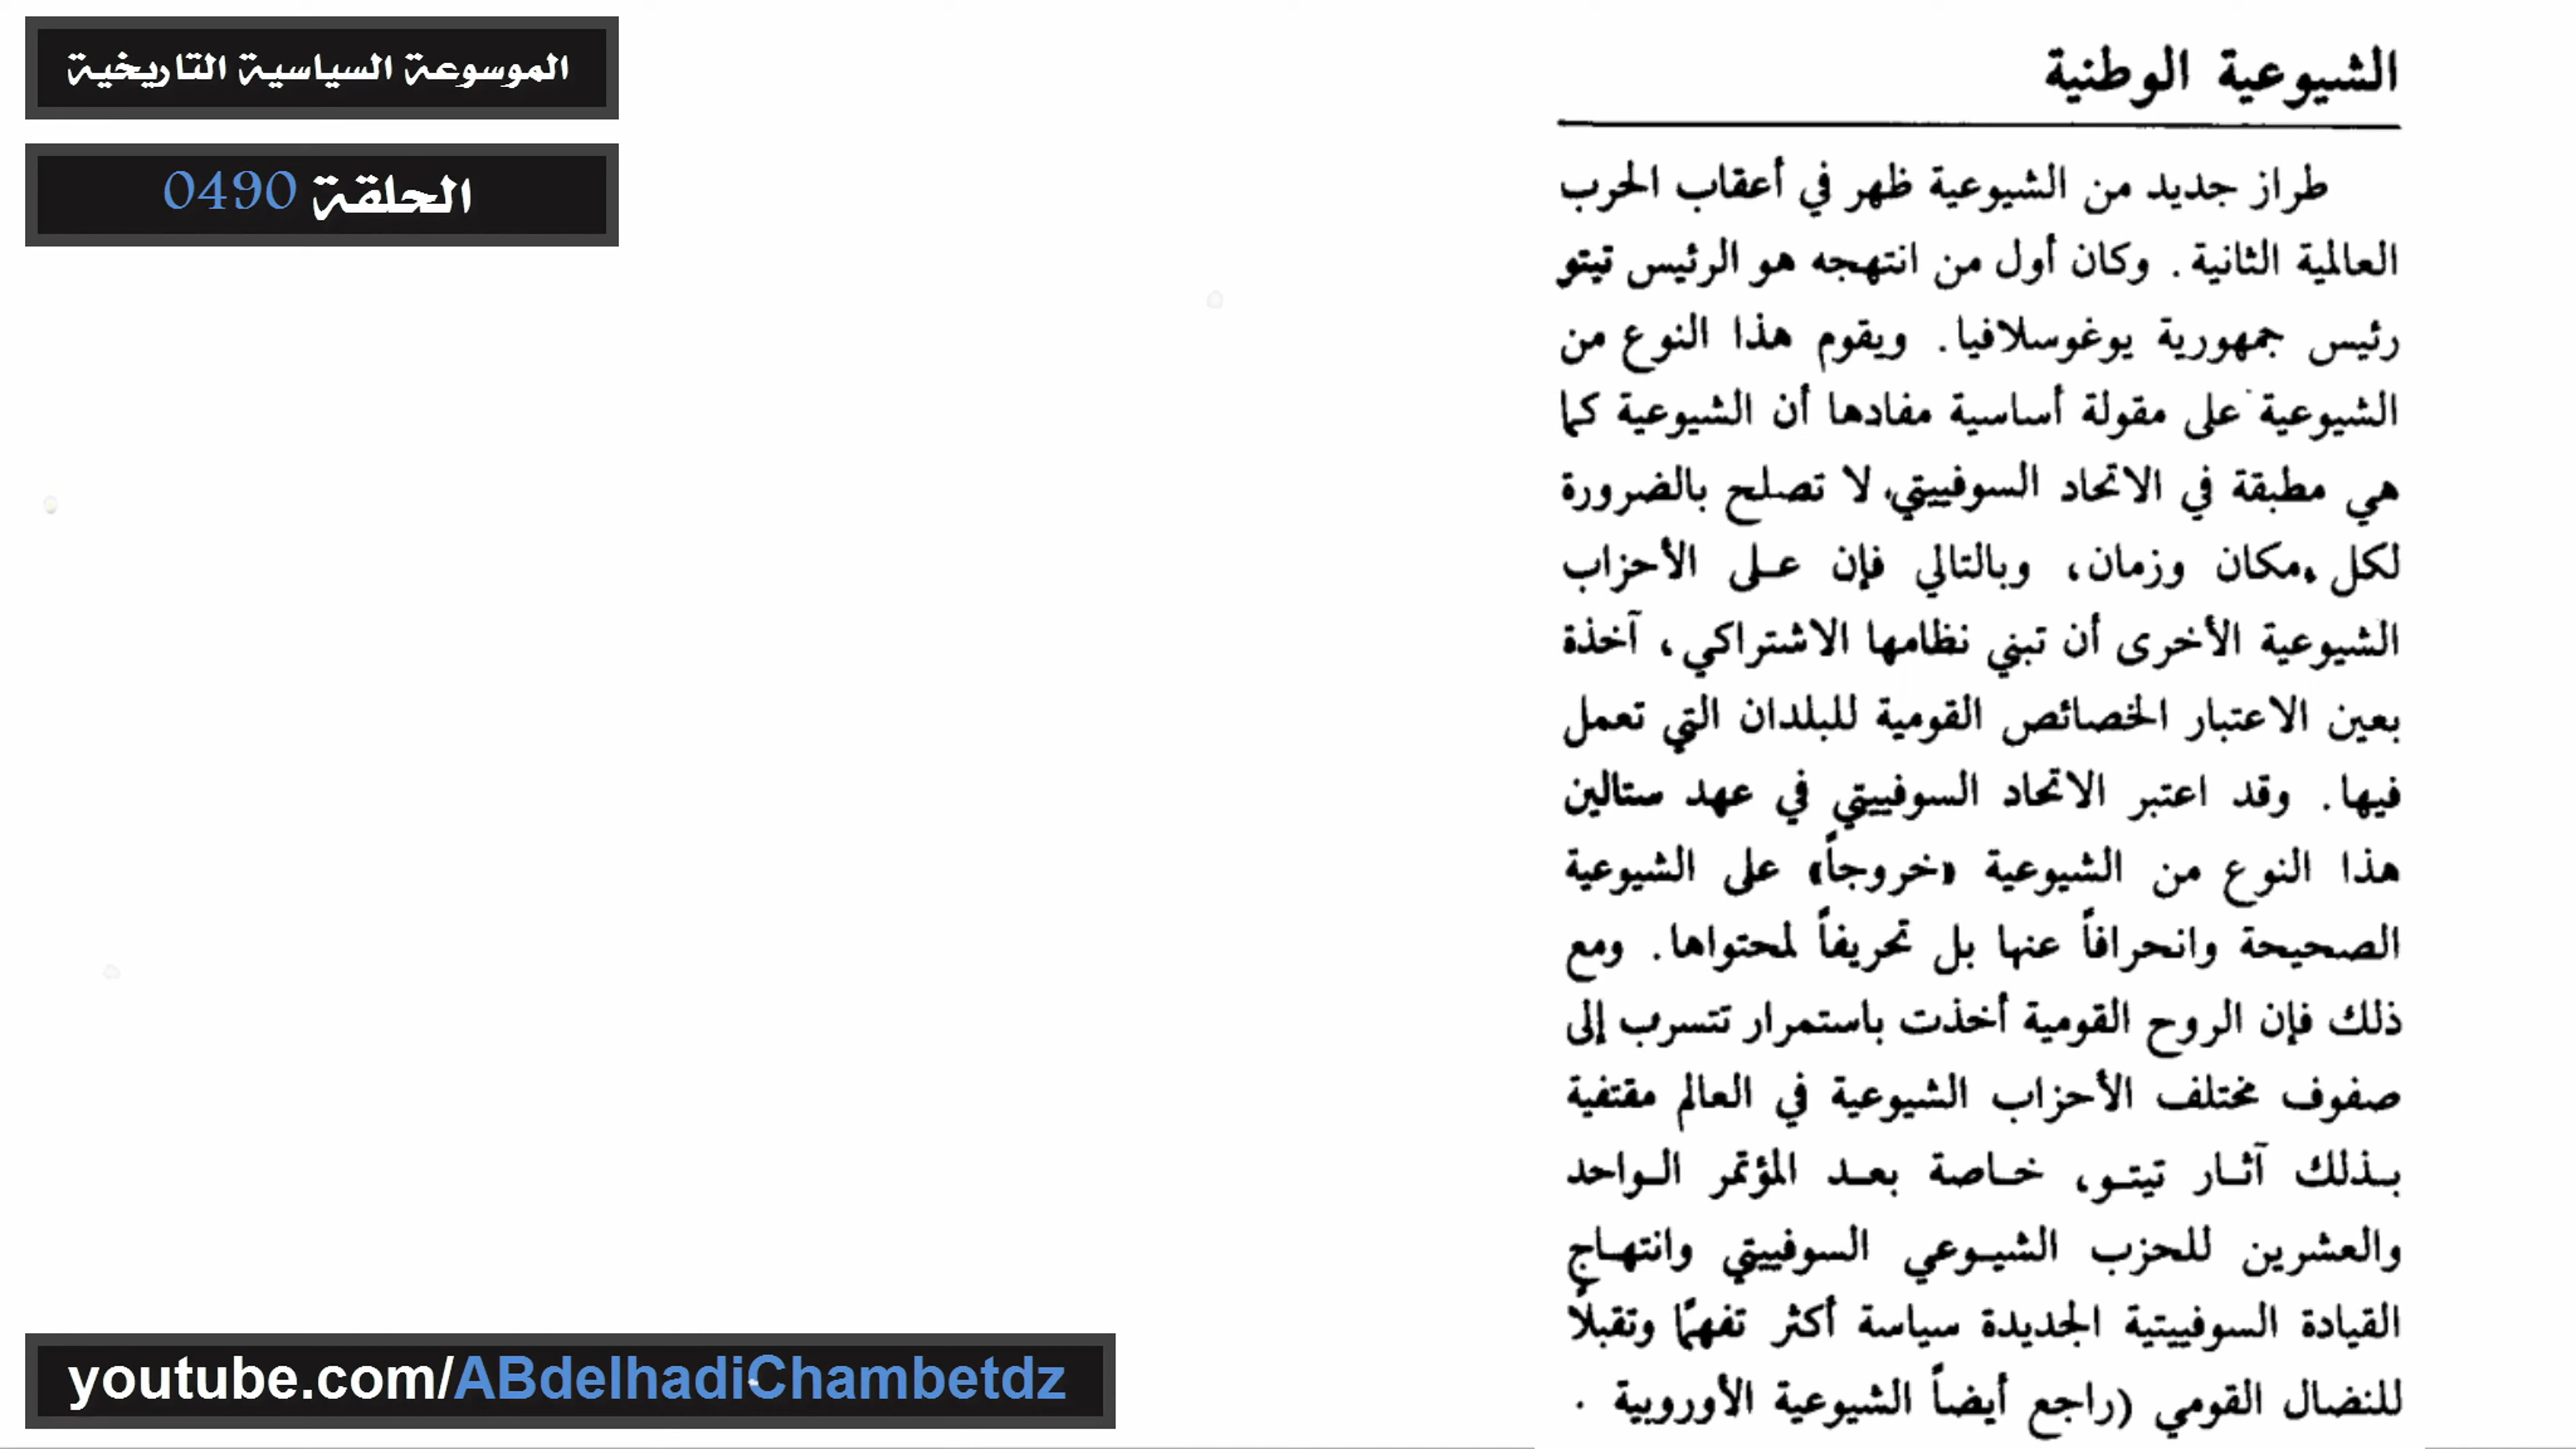 الموسوعة السياسية التاريخية
الحلقة 0490
الشيوعية الوطنية
طراز جديد من الشيوعية ظهر في أعقاب الحرب
العالمية الثانية . وكان أول من انتهجه هو الرئيس تيتو
رئيس جمهورية يوغوسلافيا . ويقوم هذا النوع من
الشيوعية على مقولة أساسية مفادها أن الشيوعية كما
هي مطبقة في الاتحاد السوفييتي، لا تصلح بالضرورة
لكل مكان وزمان، وبالتالي فإن على الأحزاب
الشيوعية الأخرى أن تبني نظامها الاشتراكي، آخذة
بعين الاعتبار الخصائص القومية للبلدان التي تعمل
فيها . وقد اعتبر الاتحاد السوفييتي في عهد ستالين
هذا النوع من الشيوعية «خروجاً» على الشيوعية
الصحيحة وانحرافاً عنها بل تحريفاً لمحتواها . ومع
ذلك فإن الروح القومية أخذت باستمرار تتسرب إلى
صفوف مختلف الأحزاب الشيوعية في العالم مقتفية
بذلك آثار تيتو، خاصة بعد المؤتمر الواحد
والعشرين للحزب الشيوعي السوفييتي وانتهاج
القيادة السوفييتية الجديدة سياسة أكثر تفهمًا وتقبلًا
للنضال القومي (راجع أيضاً الشيوعية الأوروبية .
youtube.com/ABdelhadiChambetdz